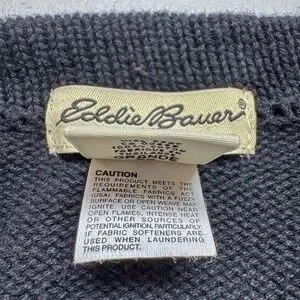 Eddie Bauer®
GRANDE
CAUTION
THIS PRODUCT MEETS THE
REQUIREMENTS OF THE
FLAMMABLE FABRICS ACT
(USA). FABRICS WITH A FUZZY
SURFACE OR OPEN WEAVE MAY
IGNITE. USE CAUTION NEAR
OPEN FLAMES, INTENSE HEAT
OR OTHER SOURCES OF
POTENTIAL IGNITION, PARTICULARLY
IF FABRIC SOFTENERS ARE
USED WHEN LAUNDERING
THIS PRODUCT.